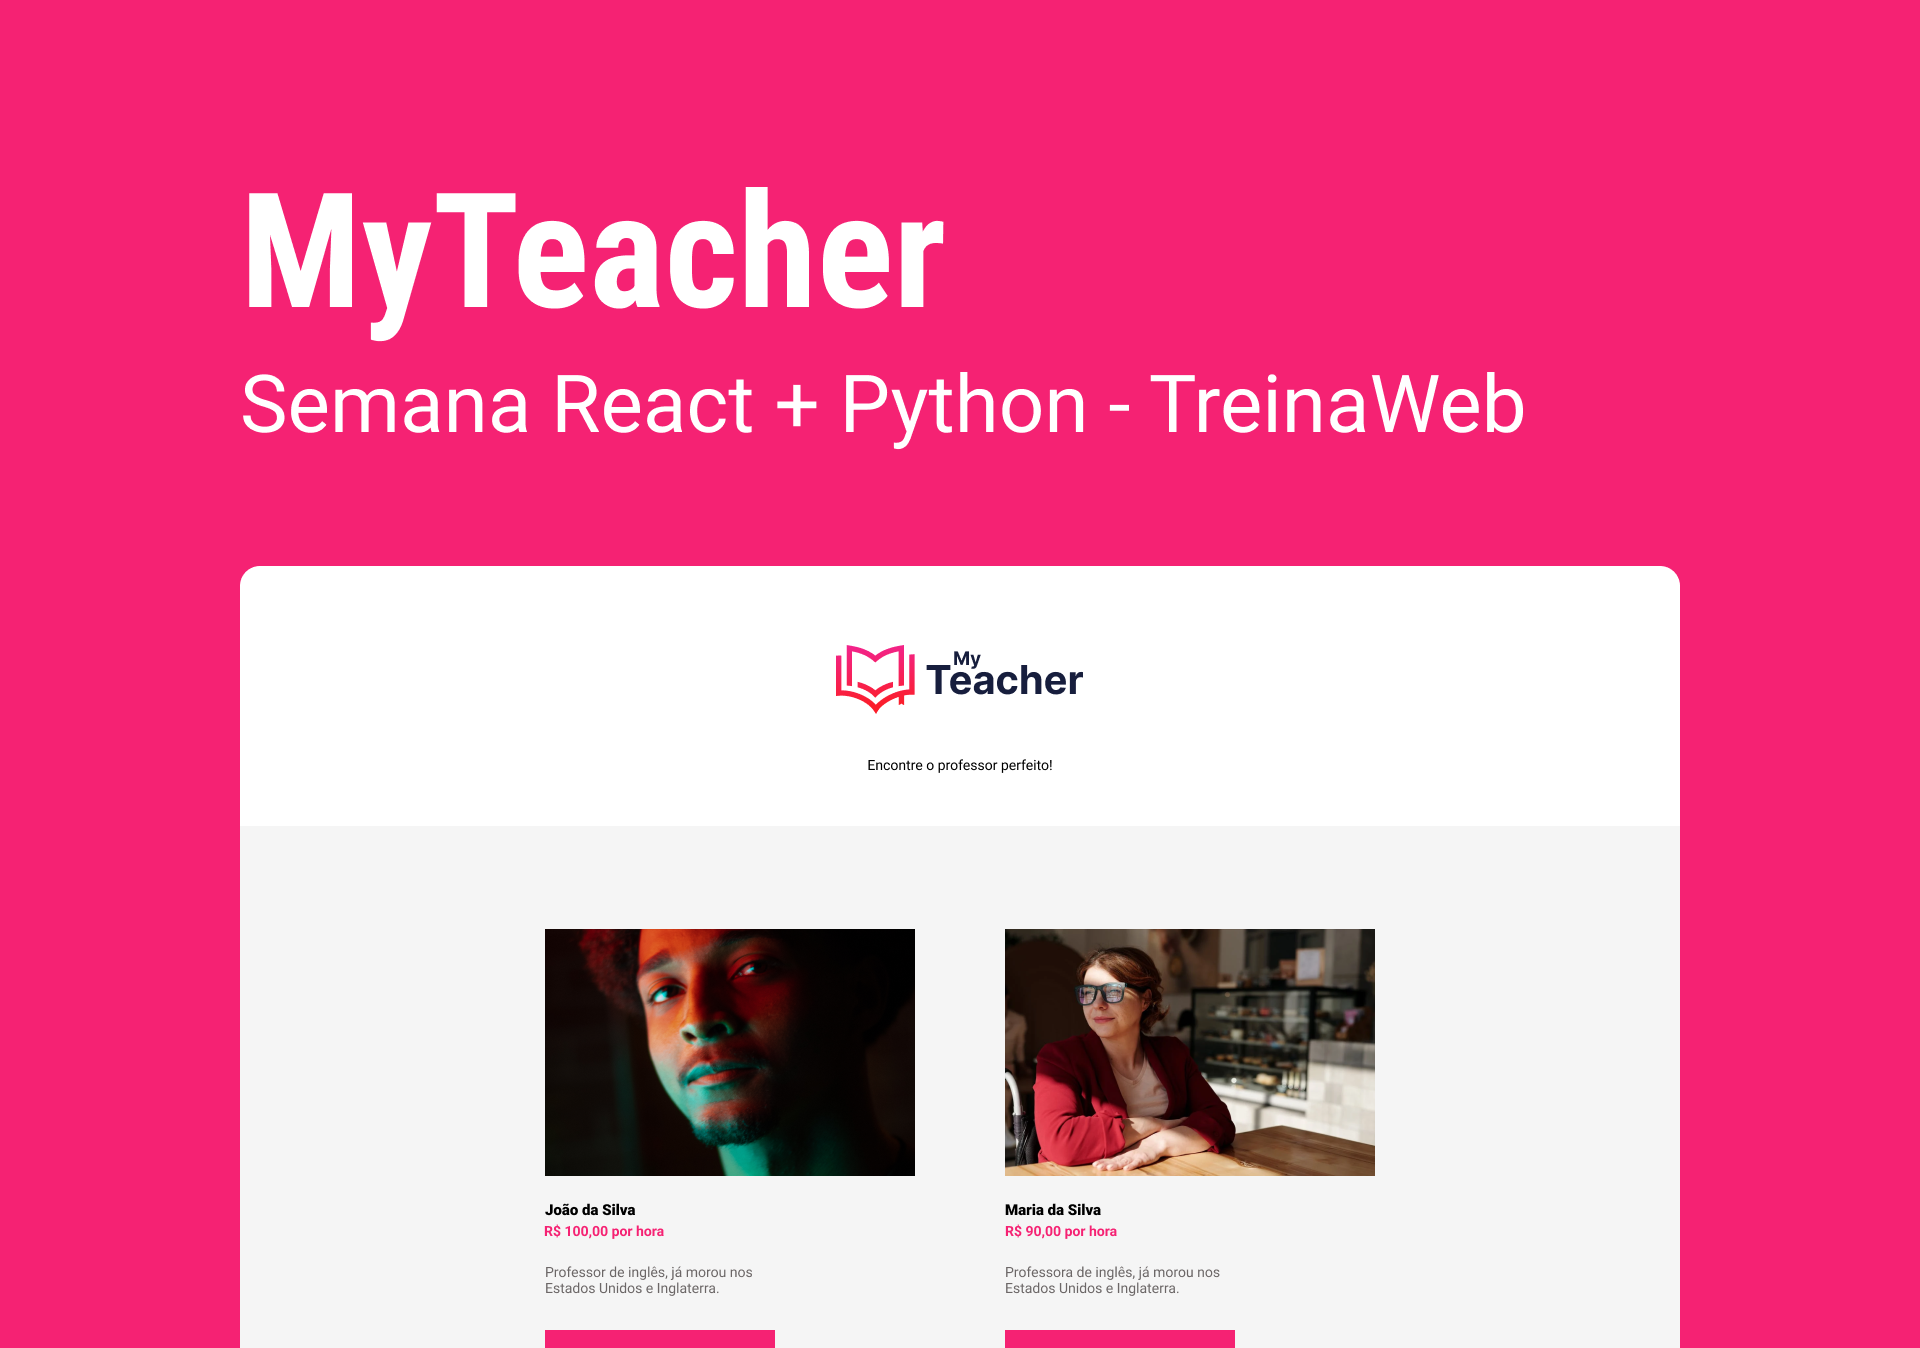 MyTeacher
Semana React + Python - TreinaWeb
My
Teacher
Encontre o professor perfeito!
João da Silva
R$ 100,00 por hora
Professor de inglês, já morou nos
Estados Unidos e Inglaterra.
Maria da Silva
R$ 90,00 por hora
Professora de inglês, já morou nos
Estados Unidos e Inglaterra.